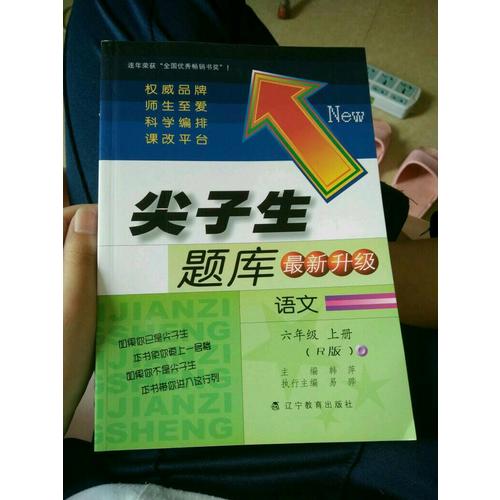 连年荣获“全国优秀畅销书奖”！
权威品牌
师生至爱
科学编排
课改平台
New
尖子生
题库
最新升级
语文
六年级 上册
（R版）
JIANZI
SHENG
如果你已是尖子生
本书使你更上一层楼
如果你不是尖子生
本书带你进入这行列
JIANZI
SHENG
主 编 韩 萍
执行主编 易 骅
辽宁教育出版社